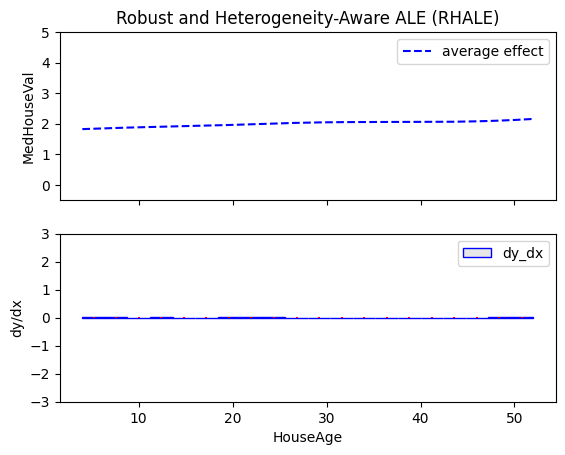 Robust and Heterogeneity-Aware ALE (RHALE)
5
4
3
2
1
0
MedHouseVal
average effect
3
2
1
0
−1
−2
−3
dy/dx
dy_dx
10 20 30 40 50
HouseAge